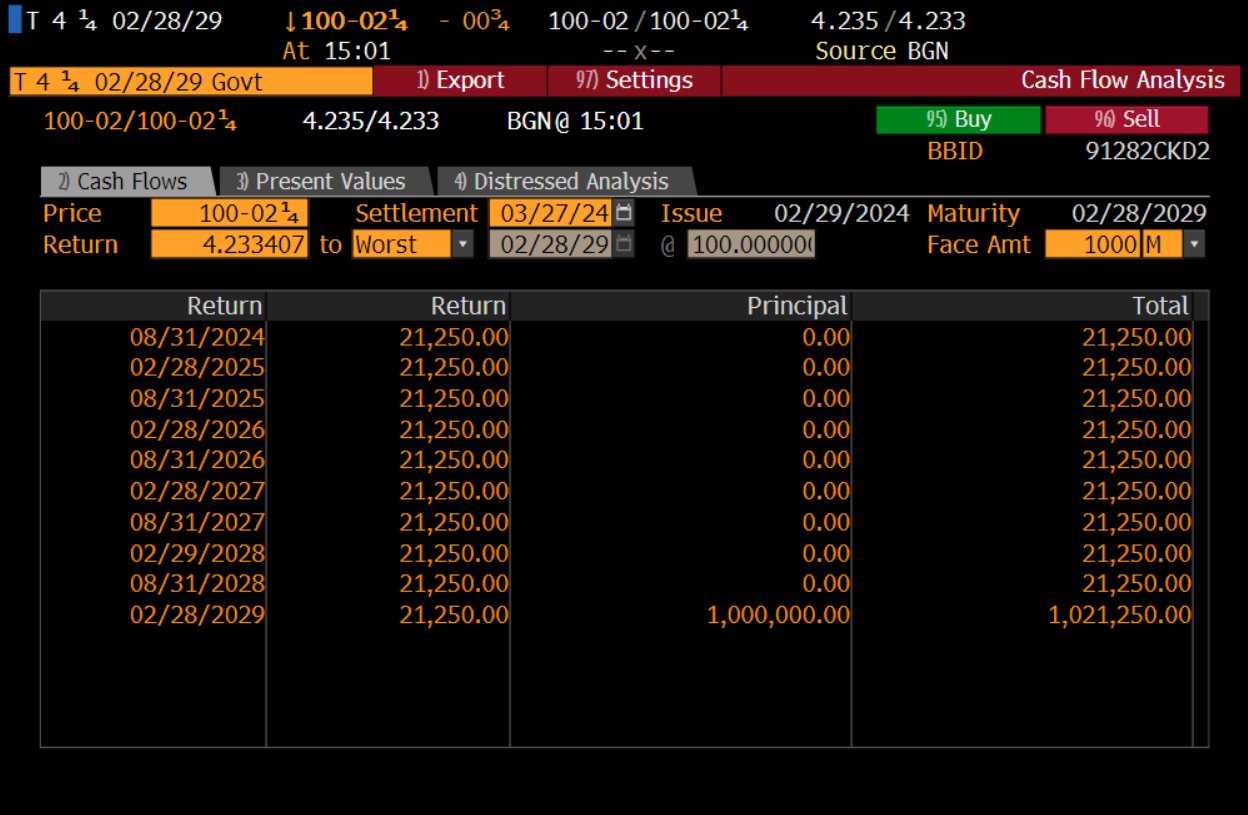 T 4 ¼ 02/28/29 ↓100-02¼ - 00¾ 100-02/100-02¼ 4.235/4.233
At 15:01 --x-- Source BGN
T 4 ¼ 02/28/29 Govt 1) Export 97) Settings Cash Flow Analysis
100-02/100-02¼ 4.235/4.233 BGN@ 15:01 95) Buy 96) Sell
BBID 91282CKD2
2) Cash Flows 3) Present Values 4) Distressed Analysis
Price 100-02¼ Settlement 03/27/24 Issue 02/29/2024 Maturity 02/28/2029
Return 4.233407 to Worst 02/28/29 @ 100.000000 Face Amt 1000 M
Return Return Principal Total
08/31/2024 21,250.00 0.00 21,250.00
02/28/2025 21,250.00 0.00 21,250.00
08/31/2025 21,250.00 0.00 21,250.00
02/28/2026 21,250.00 0.00 21,250.00
08/31/2026 21,250.00 0.00 21,250.00
02/28/2027 21,250.00 0.00 21,250.00
08/31/2027 21,250.00 0.00 21,250.00
02/29/2028 21,250.00 0.00 21,250.00
08/31/2028 21,250.00 0.00 21,250.00
02/28/2029 21,250.00 1,000,000.00 1,021,250.00